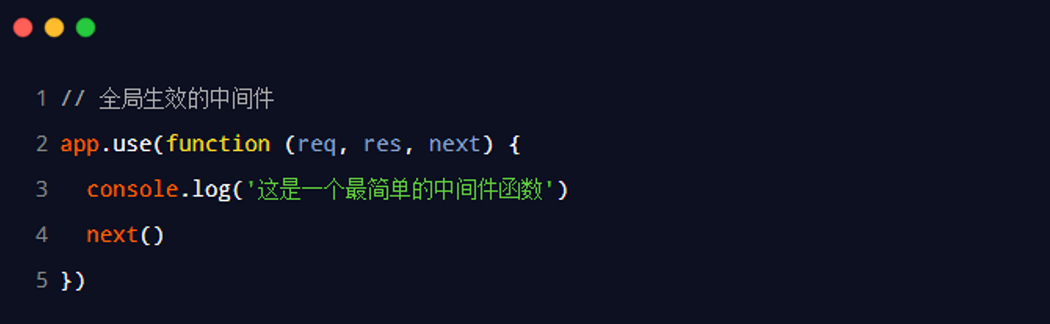 1 // 全局生效的中间件
2 app.use(function (req, res, next) {
3   console.log('这是一个最简单的中间件函数')
4   next()
5 })